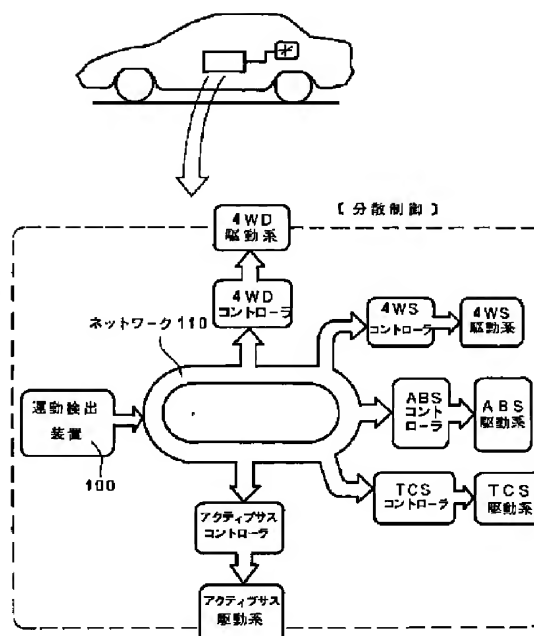 【分散制御】
4WD
駆動系
4WD
コントローラ
ネットワーク110
4WS
コントローラ
4WS
駆動系
運動検出
装置
100
ABS
コント
ローラ
ABS
駆動系
TCS
コントローラ
TCS
駆動系
アクティブサス
コントローラ
アクティブサス
駆動系